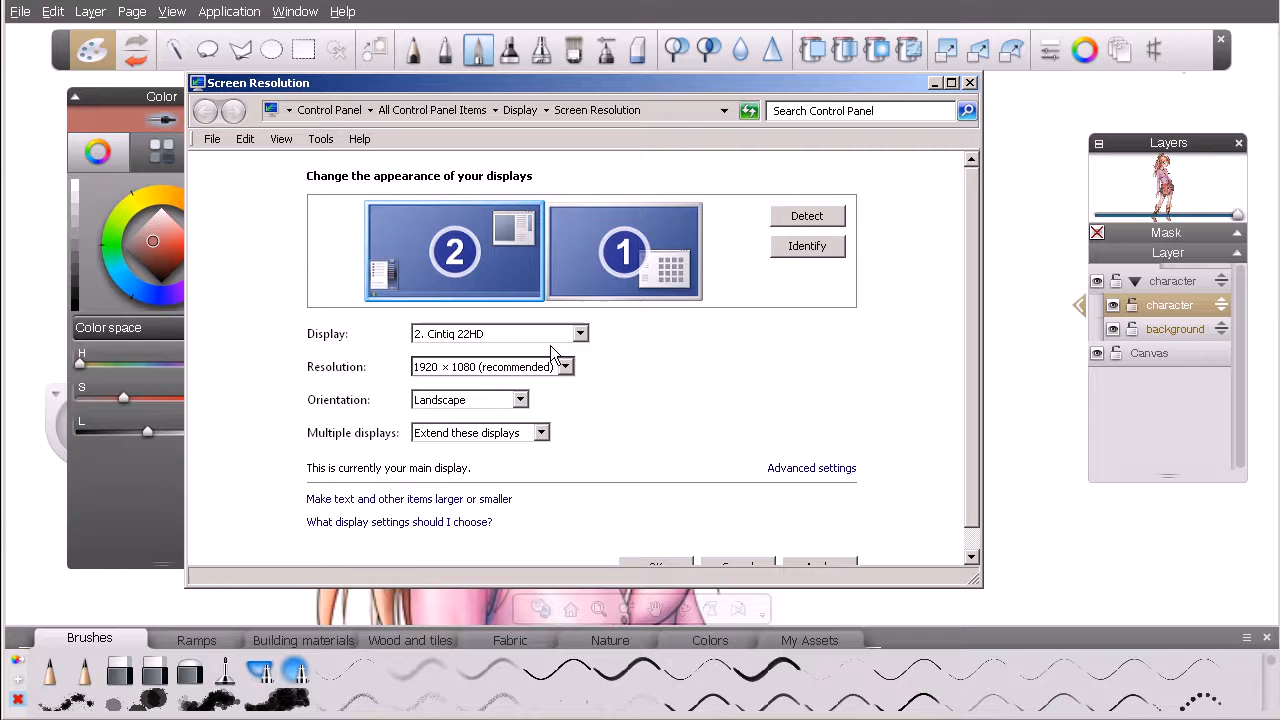 File Edit Layer Page View Application Window Help
Screen Resolution
Control Panel All Control Panel Items Display Screen Resolution Search Control Panel
File Edit View Tools Help
Color
Color space
H
S
L
Change the appearance of your displays
2 1
Detect
Identify
Display: 2. Cintiq 22HD
Resolution: 1920 × 1080 (recommended)
Orientation: Landscape
Multiple displays: Extend these displays
This is currently your main display. Advanced settings
Make text and other items larger or smaller
What display settings should I choose?
Layers
Mask
Layer
character
character
background
Canvas
Brushes Ramps Building materials Wood and tiles Fabric Nature Colors My Assets